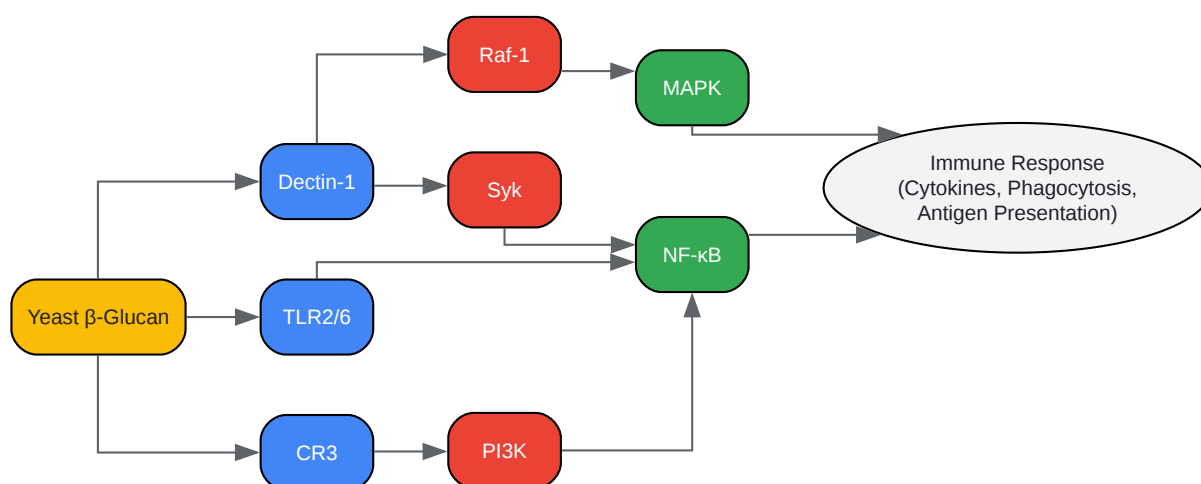 Raf-1
MAPK
Immune Response
(Cytokines, Phagocytosis,
Antigen Presentation)
Dectin-1
Syk
NF-κB
Yeast β-Glucan
TLR2/6
CR3
PI3K